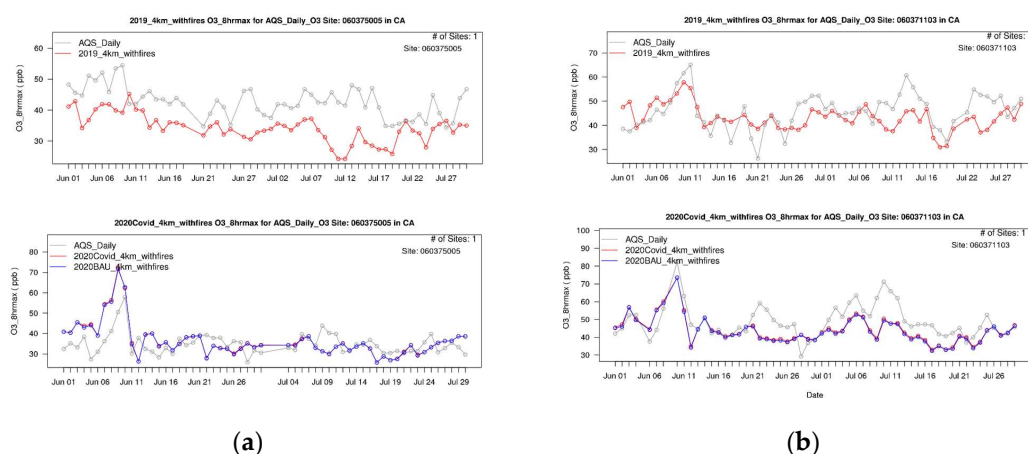 2019_4km_withfires O3_8hrmax for AQS_Daily_O3 Site: 060375005 in CA
# of Sites: 1
Site: 060375005
AQS_Daily
2019_4km_withfires
O3_8hrmax ( ppb )
60
50
40
30
Jun 01 Jun 06 Jun 11 Jun 16 Jun 21 Jun 27 Jul 02 Jul 07 Jul 12 Jul 17 Jul 22 Jul 27
2019_4km_withfires O3_8hrmax for AQS_Daily_O3 Site: 060371103 in CA
# of Sites: 1
Site: 060371103
AQS_Daily
2019_4km_withfires
O3_8hrmax ( ppb )
70
60
50
40
30
Jun 01 Jun 06 Jun 11 Jun 16 Jun 21 Jun 26 Jul 01 Jul 06 Jul 11 Jul 16 Jul 22 Jul 27
2020Covid_4km_withfires O3_8hrmax for AQS_Daily_O3 Site: 060375005 in CA
# of Sites: 1
Site: 060375005
AQS_Daily
2020Covid_4km_withfires
2020BAU_4km_withfires
O3_8hrmax ( ppb )
80
70
60
50
40
30
Jun 01 Jun 06 Jun 11 Jun 16 Jun 21 Jun 26 Jul 04 Jul 09 Jul 14 Jul 19 Jul 24 Jul 29
2020Covid_4km_withfires O3_8hrmax for AQS_Daily_O3 Site: 060371103 in CA
# of Sites: 1
Site: 060371103
AQS_Daily
2020Covid_4km_withfires
2020BAU_4km_withfires
O3_8hrmax ( ppb )
100
90
80
70
60
50
40
30
Jun 01 Jun 06 Jun 11 Jun 16 Jun 21 Jun 26 Jul 01 Jul 06 Jul 11 Jul 16 Jul 21 Jul 26
Date
(a)
(b)